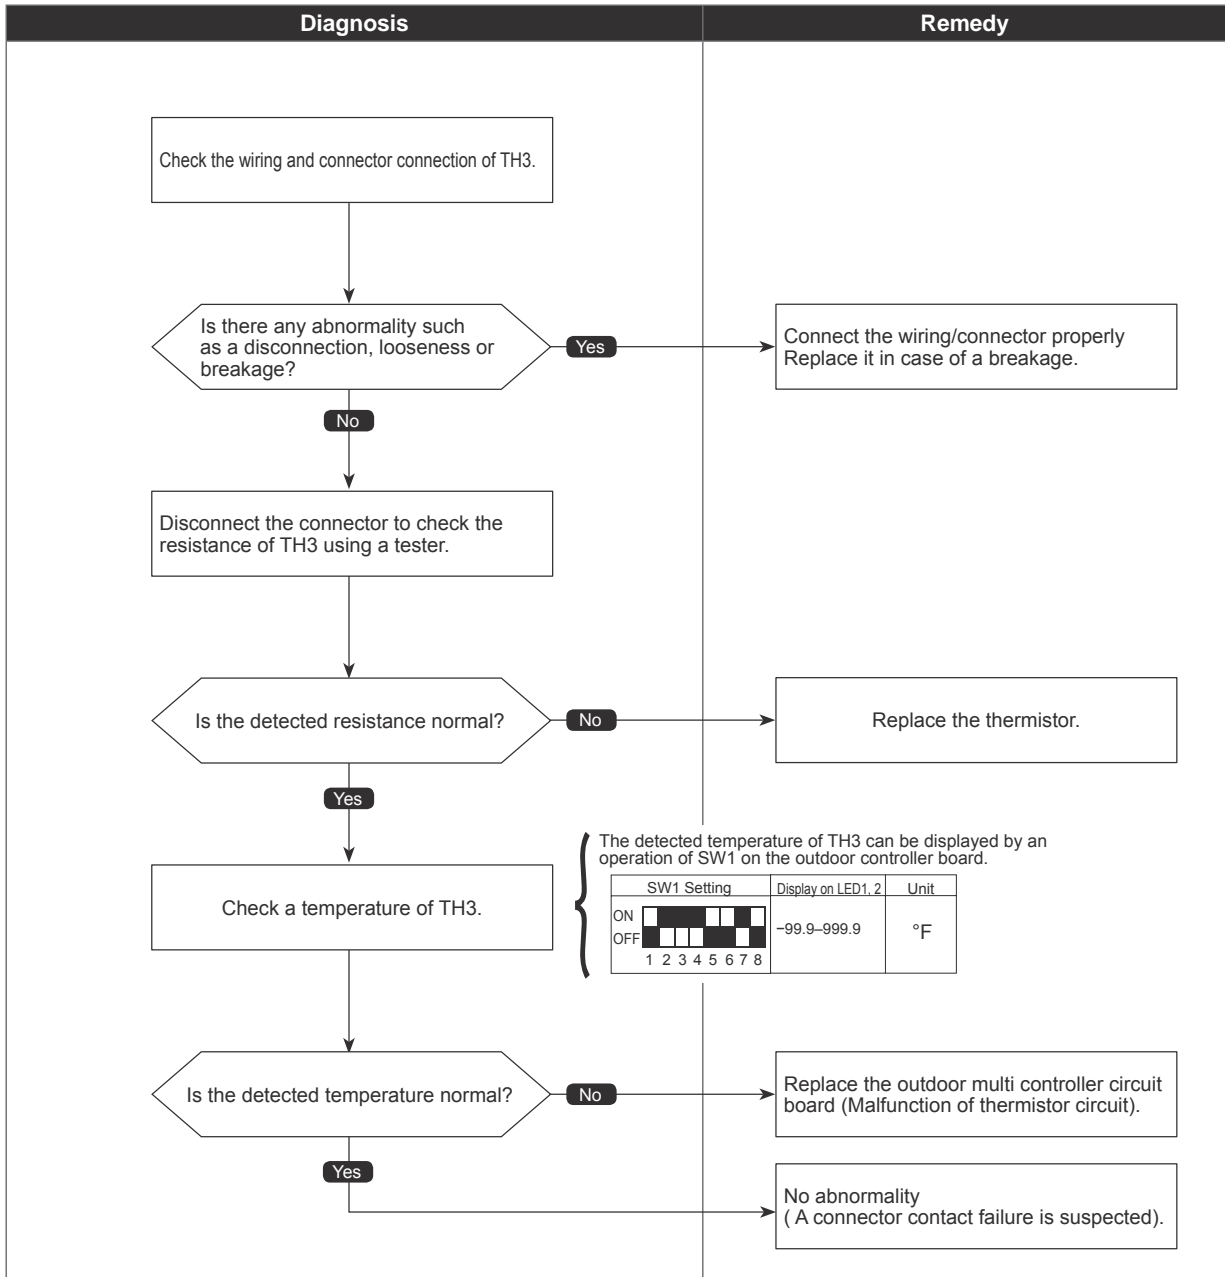 Diagnosis
Remedy
Check the wiring and connector connection of TH3.
Is there any abnormality such
as a disconnection, looseness or
breakage?
Yes
Connect the wiring/connector properly
Replace it in case of a breakage.
No
Disconnect the connector to check the
resistance of TH3 using a tester.
Is the detected resistance normal?
No
Replace the thermistor.
Yes
The detected temperature of TH3 can be displayed by an
operation of SW1 on the outdoor controller board.
Check a temperature of TH3.
SW1 Setting
Display on LED1, 2
Unit
ON
OFF
1 2 3 4 5 6 7 8
−99.9–999.9
°F
Is the detected temperature normal?
No
Replace the outdoor multi controller circuit
board (Malfunction of thermistor circuit).
Yes
No abnormality
( A connector contact failure is suspected).